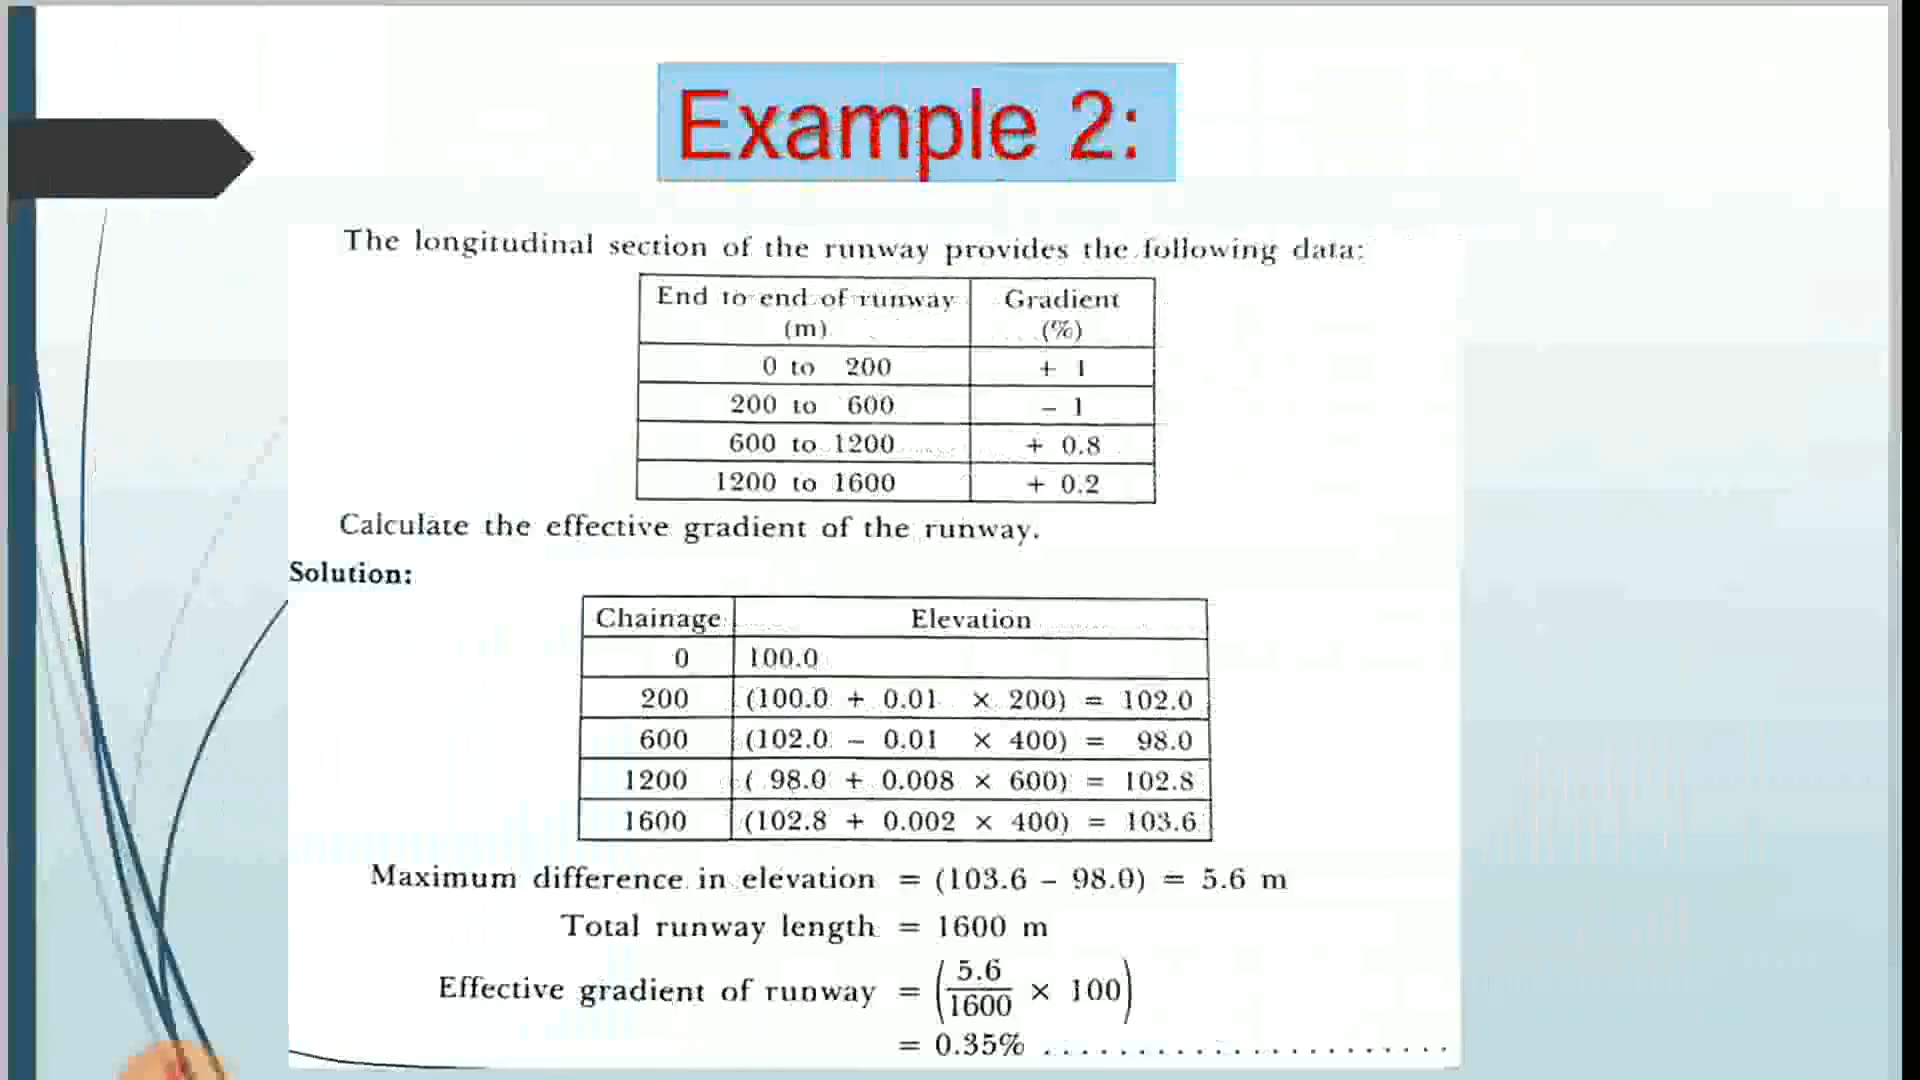 Example 2:
The longitudinal section of the runway provides the following data:
End to end of runway (m) Gradient (%)
0 to 200 + 1
200 to 600 − 1
600 to 1200 + 0.8
1200 to 1600 + 0.2
Calculate the effective gradient of the runway.
Solution:
Chainage Elevation
0 100.0
200 (100.0 + 0.01 × 200) = 102.0
600 (102.0 − 0.01 × 400) = 98.0
1200 ( 98.0 + 0.008 × 600) = 102.8
1600 (102.8 + 0.002 × 400) = 103.6
Maximum difference in elevation = (103.6 − 98.0) = 5.6 m
Total runway length = 1600 m
Effective gradient of runway = (5.6/1600 × 100)
= 0.35% . . . . . . . . . . . . . . . . . .